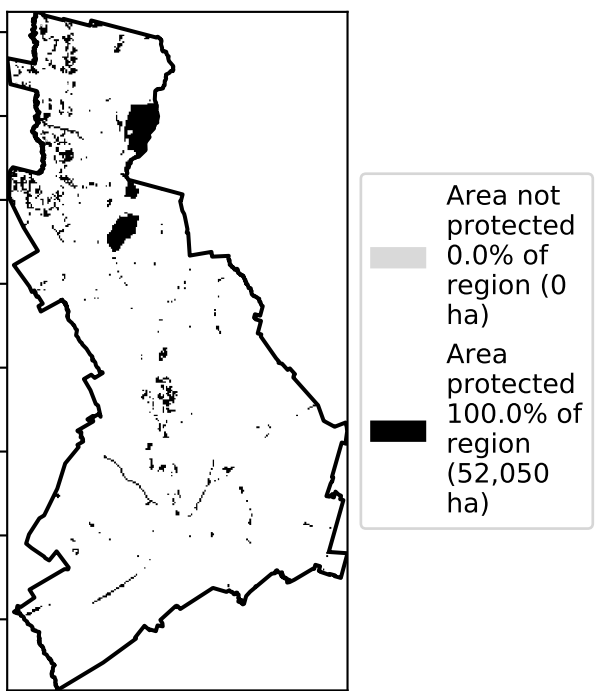 Area not
protected
0.0% of
region (0
ha)
Area
protected
100.0% of
region
(52,050
ha)